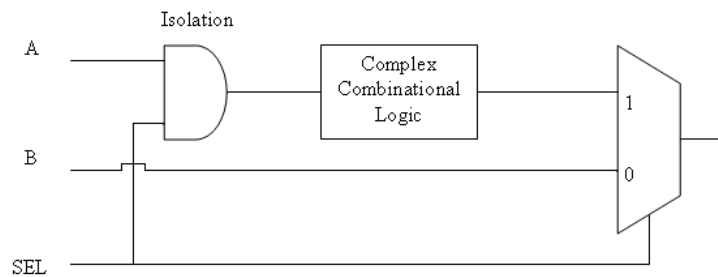 Isolation
A
Complex
Combinational
Logic
1
B
0
SEL